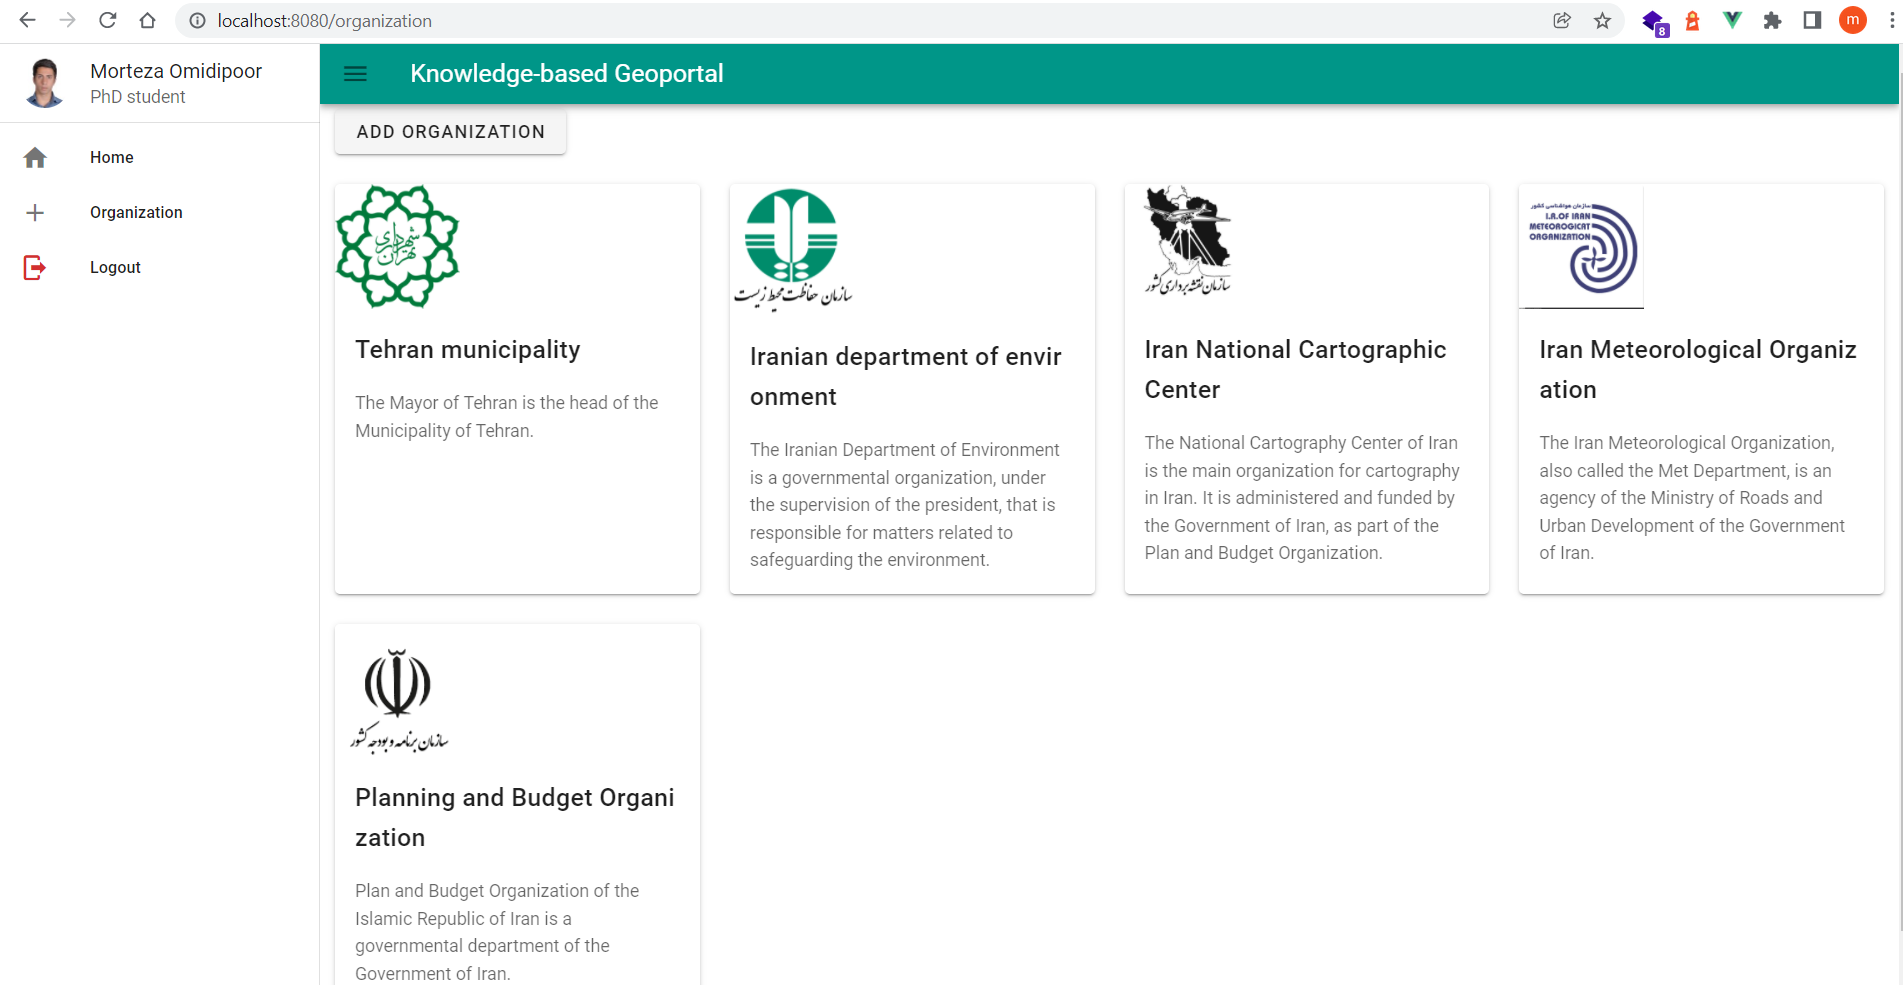 localhost:8080/organization
8
m
Morteza Omidipoor
PhD student
Home
Organization
Logout
Knowledge-based Geoportal
ADD ORGANIZATION
شهرداری
تهران
Tehran municipality
The Mayor of Tehran is the head of the
Municipality of Tehran.
سازمان حفاظت محیط زیست
Iranian department of envir
onment
The Iranian Department of Environment
is a governmental organization, under
the supervision of the president, that is
responsible for matters related to
safeguarding the environment.
سازمان نقشه برداری کشور
Iran National Cartographic
Center
The National Cartography Center of Iran
is the main organization for cartography
in Iran. It is administered and funded by
the Government of Iran, as part of the
Plan and Budget Organization.
سازمان هواشناسی کشور
I.R.OF IRAN
METEOROLOGICAT
ORGANIZATION
Iran Meteorological Organiz
ation
The Iran Meteorological Organization,
also called the Met Department, is an
agency of the Ministry of Roads and
Urban Development of the Government
of Iran.
سازمان برنامه و بودجه کشور
Planning and Budget Organi
zation
Plan and Budget Organization of the
Islamic Republic of Iran is a
governmental department of the
Government of Iran.